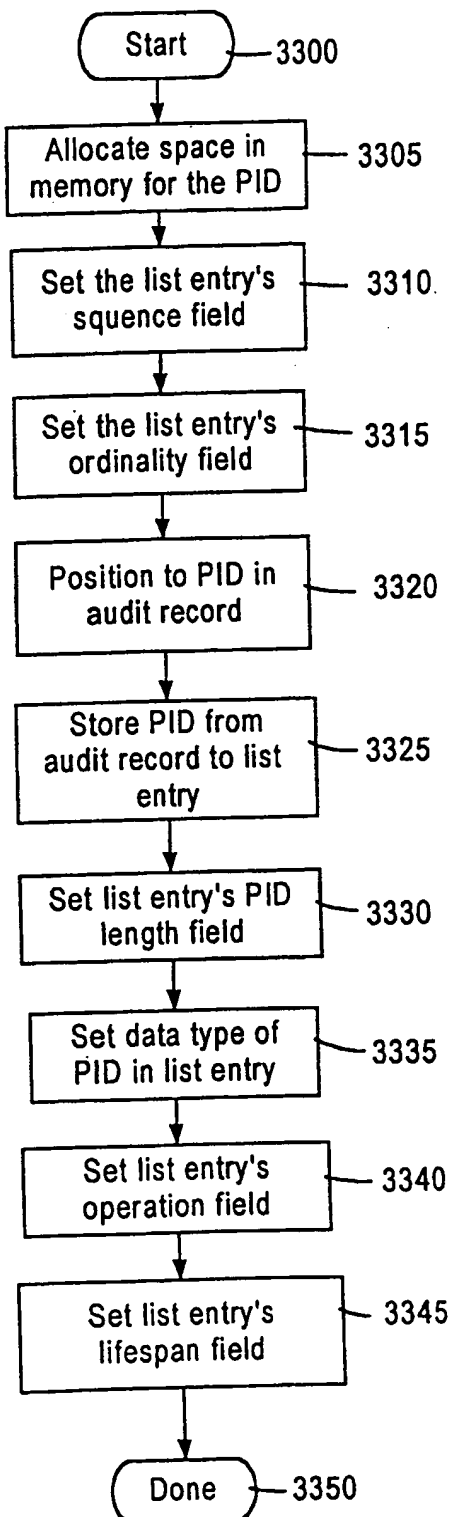 Start
3300
Allocate space in
memory for the PID
3305
Set the list entry's
squence field
3310
Set the list entry's
ordinality field
3315
Position to PID in
audit record
3320
Store PID from
audit record to list
entry
3325
Set list entry's PID
length field
3330
Set data type of
PID in list entry
3335
Set list entry's
operation field
3340
Set list entry's
lifespan field
3345
Done
3350